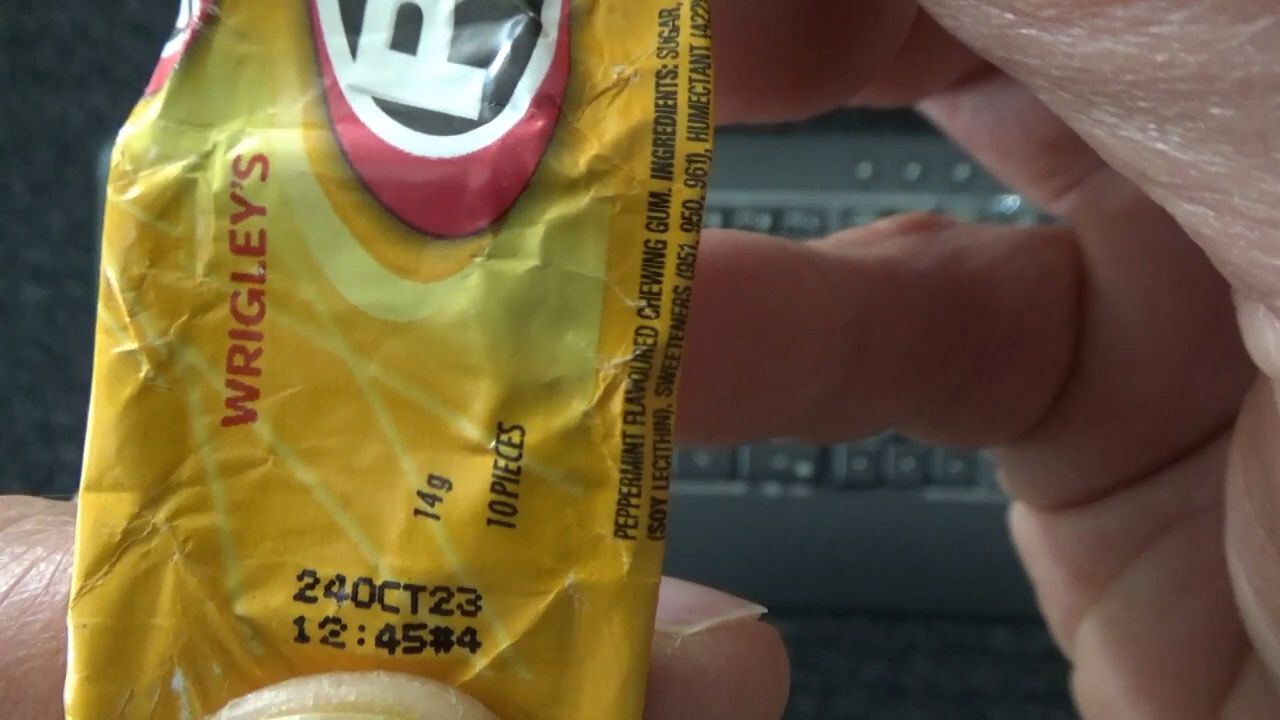 WRIGLEY'S
14g
10 PIECES
PEPPERMINT FLAVOURED CHEWING GUM. INGREDIENTS: SUGAR,
(SOY LECITHIN), SWEETENERS (951, 950, 961), HUMECTANT (422
24OCT23
12:45#4